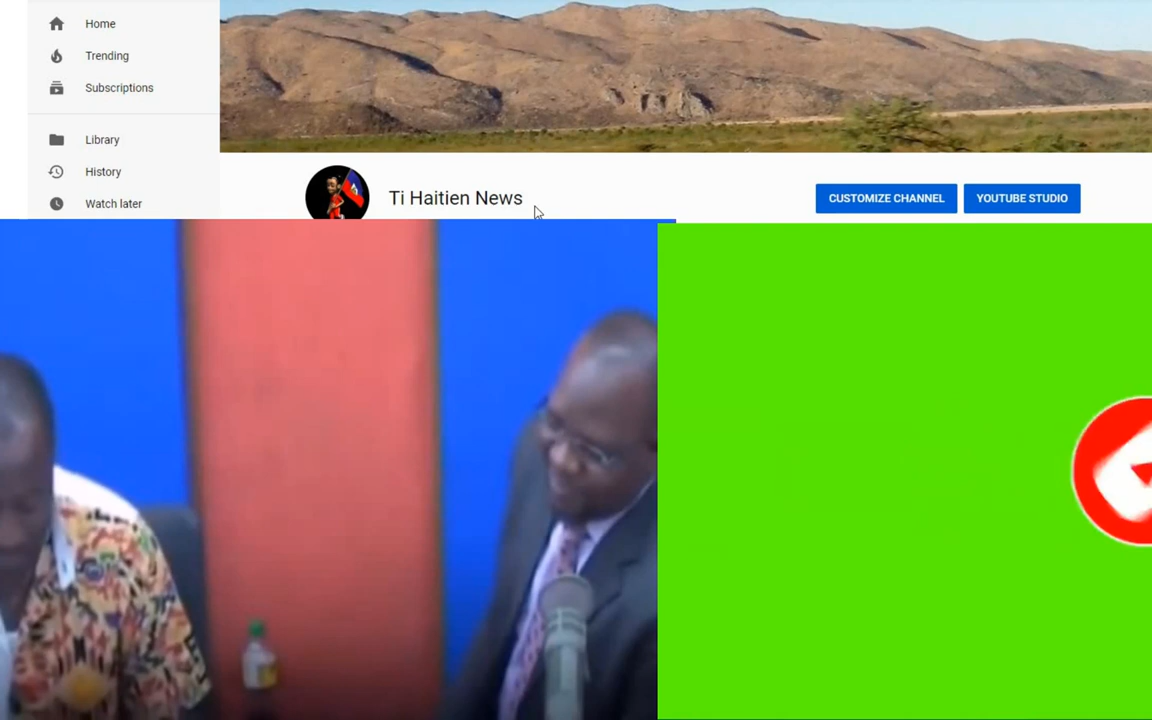 Home
Trending
Subscriptions
Library
History
Watch later
Ti Haitien News
CUSTOMIZE CHANNEL
YOUTUBE STUDIO